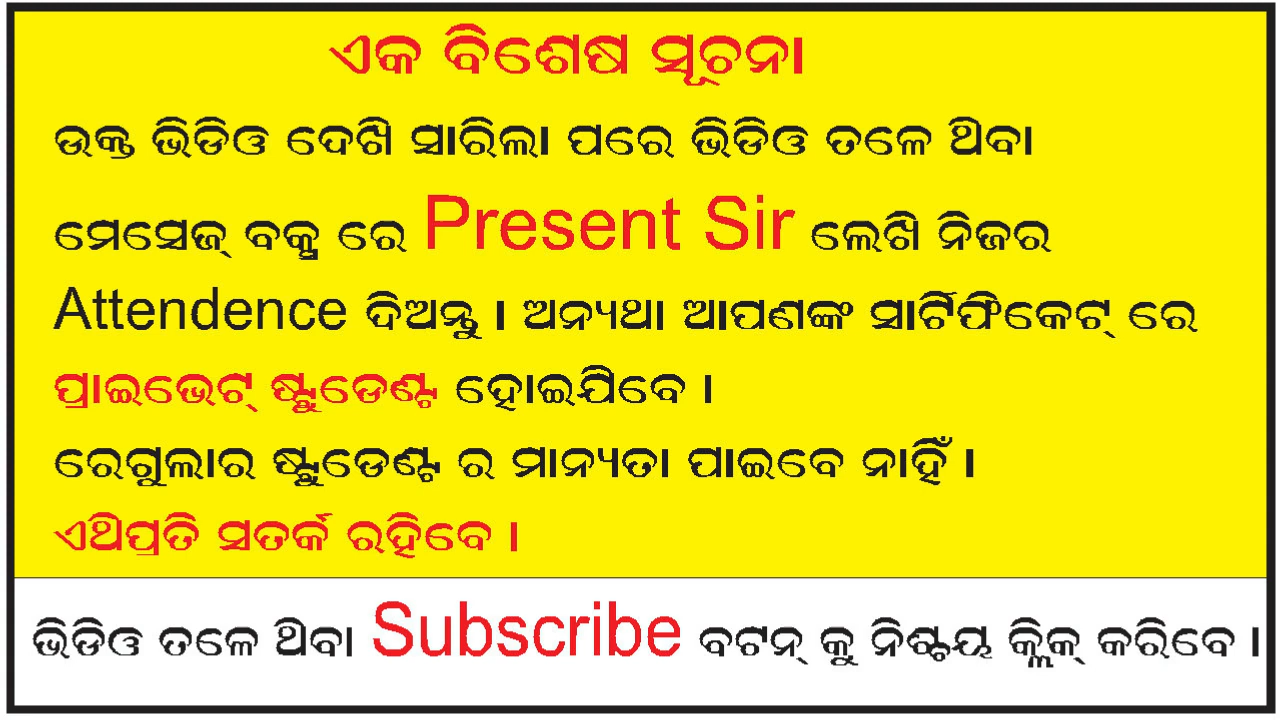 ଏକ ବିଶେଷ ସୂଚନା
ଉକ୍ତ ଭିଡିଓ ଦେଖି ସାରିଲା ପରେ ଭିଡିଓ ତଳେ ଥିବା
ମେସେଜ୍ ବକ୍ସ ରେ Present Sir ଲେଖି ନିଜର
Attendence ଦିଅନ୍ତୁ । ଅନ୍ୟଥା ଆପଣଙ୍କ ସାର୍ଟିଫିକେଟ୍ ରେ
ପ୍ରାଇଭେଟ୍ ଷ୍ଟୁଡେଣ୍ଟ ହୋଇଯିବେ ।
ରେଗୁଲାର ଷ୍ଟୁଡେଣ୍ଟ ର ମାନ୍ୟତା ପାଇବେ ନାହିଁ ।
ଏଥିପ୍ରତି ସତର୍କ ରହିବେ ।
ଭିଡିଓ ତଳେ ଥିବା Subscribe ବଟନ୍ କୁ ନିଶ୍ଚୟ କ୍ଲିକ୍ କରିବେ ।